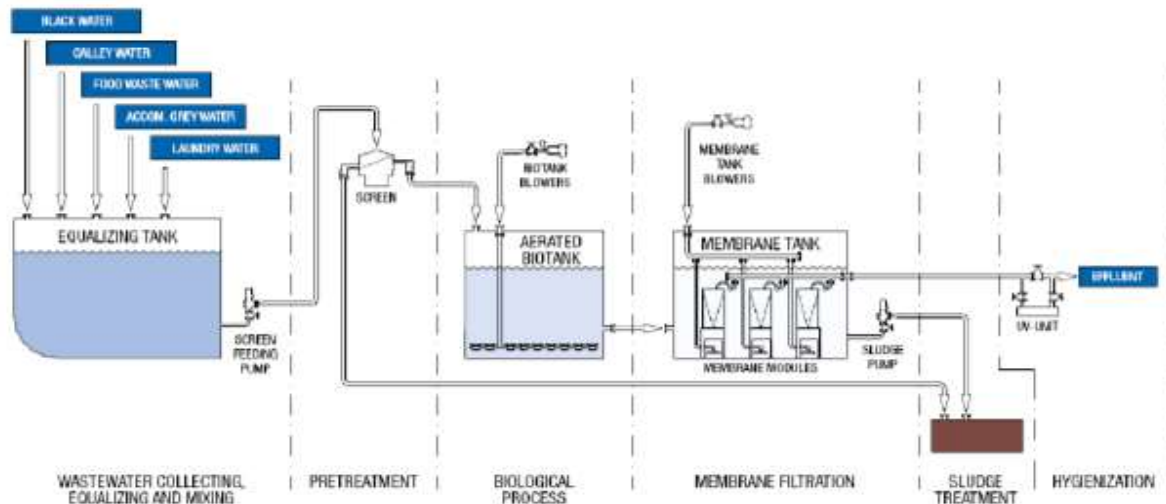 BLACK WATER
GALLEY WATER
FOOD WASTE WATER
ACCOM. GREY WATER
LAUNDRY WATER
EQUALIZING TANK
SCREEN
FEEDING
PUMP
SCREEN
BIOTANK
BLOWERS
AERATED
BIOTANK
MEMBRANE
TANK
BLOWERS
MEMBRANE TANK
MEMBRANE MODULES
SLUDGE
PUMP
EFFLUENT
UV-UNIT
WASTEWATER COLLECTING,
EQUALIZING AND MIXING
PRETREATMENT
BIOLOGICAL
PROCESS
MEMBRANE FILTRATION
SLUDGE
TREATMENT
HYGIENIZATION